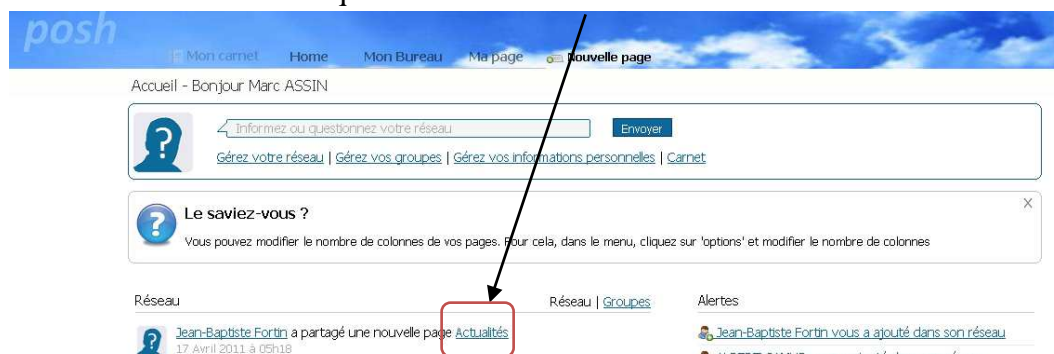 posh
Mon carnet Home Mon Bureau Ma page Nouvelle page
Accueil - Bonjour Marc ASSIN
Informez ou questionnez votre réseau Envoyer
Gérez votre réseau | Gérez vos groupes | Gérez vos informations personnelles | Carnet
Le saviez-vous ? X
Vous pouvez modifier le nombre de colonnes de vos pages. Pour cela, dans le menu, cliquez sur 'options' et modifier le nombre de colonnes
Réseau Réseau | Groupes Alertes
Jean-Baptiste Fortin a partagé une nouvelle page Actualités Jean-Baptiste Fortin vous a ajouté dans son réseau
17 Avril 2011 à 05h18